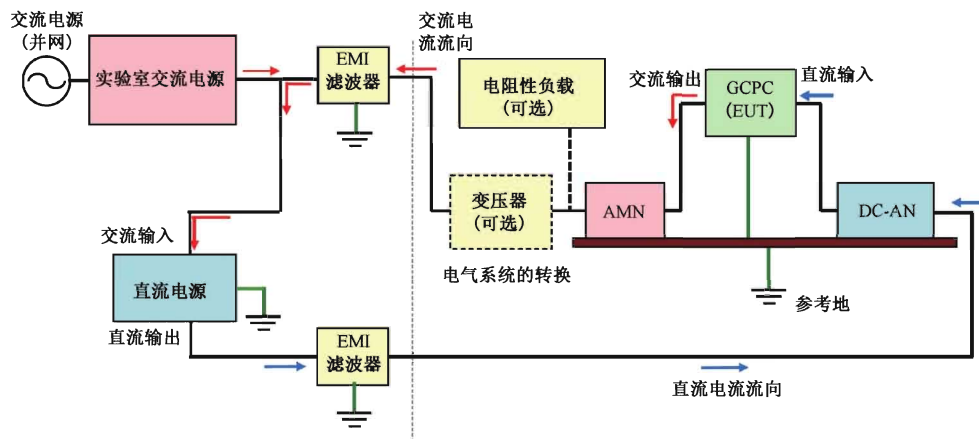 交流电源
(并网)
实验室交流电源
EMI
滤波器
交流电
流流向
电阻性负载
(可选)
交流输出
GCPC
(EUT)
直流输入
变压器
(可选)
AMN
DC-AN
交流输入
电气系统的转换
直流电源
参考地
直流输出
EMI
滤波器
直流电流流向